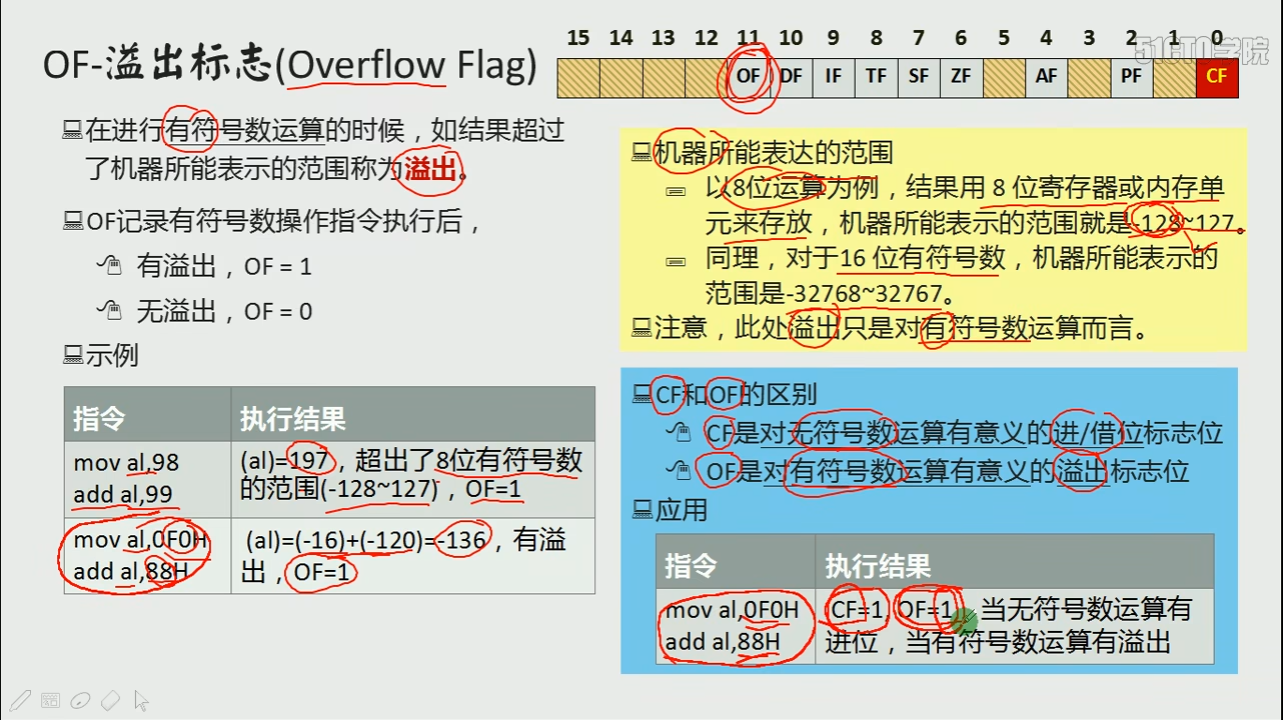 OF-溢出标志(Overflow Flag)
15 14 13 12 11 10 9 8 7 6 5 4 3 2 1 0
51CTO学院
OF DF IF TF SF ZF AF PF CF
在进行有符号数运算的时候，如结果超过
了机器所能表示的范围称为溢出。
OF记录有符号数操作指令执行后，
有溢出，OF = 1
无溢出，OF = 0
示例
指令 执行结果
mov al,98
add al,99
(al)=197，超出了8位有符号数
的范围(-128~127)，OF=1
mov al,0F0H
add al,88H
(al)=(-16)+(-120)=-136，有溢
出，OF=1
机器所能表达的范围
以8位运算为例，结果用 8 位寄存器或内存单
元来存放，机器所能表示的范围就是-128~127。
同理，对于16 位有符号数，机器所能表示的
范围是-32768~32767。
注意，此处溢出只是对有符号数运算而言。
CF和OF的区别
CF是对无符号数运算有意义的进/借位标志位
OF是对有符号数运算有意义的溢出标志位
应用
指令 执行结果
mov al,0F0H
add al,88H
CF=1, OF=1，当无符号数运算有
进位，当有符号数运算有溢出